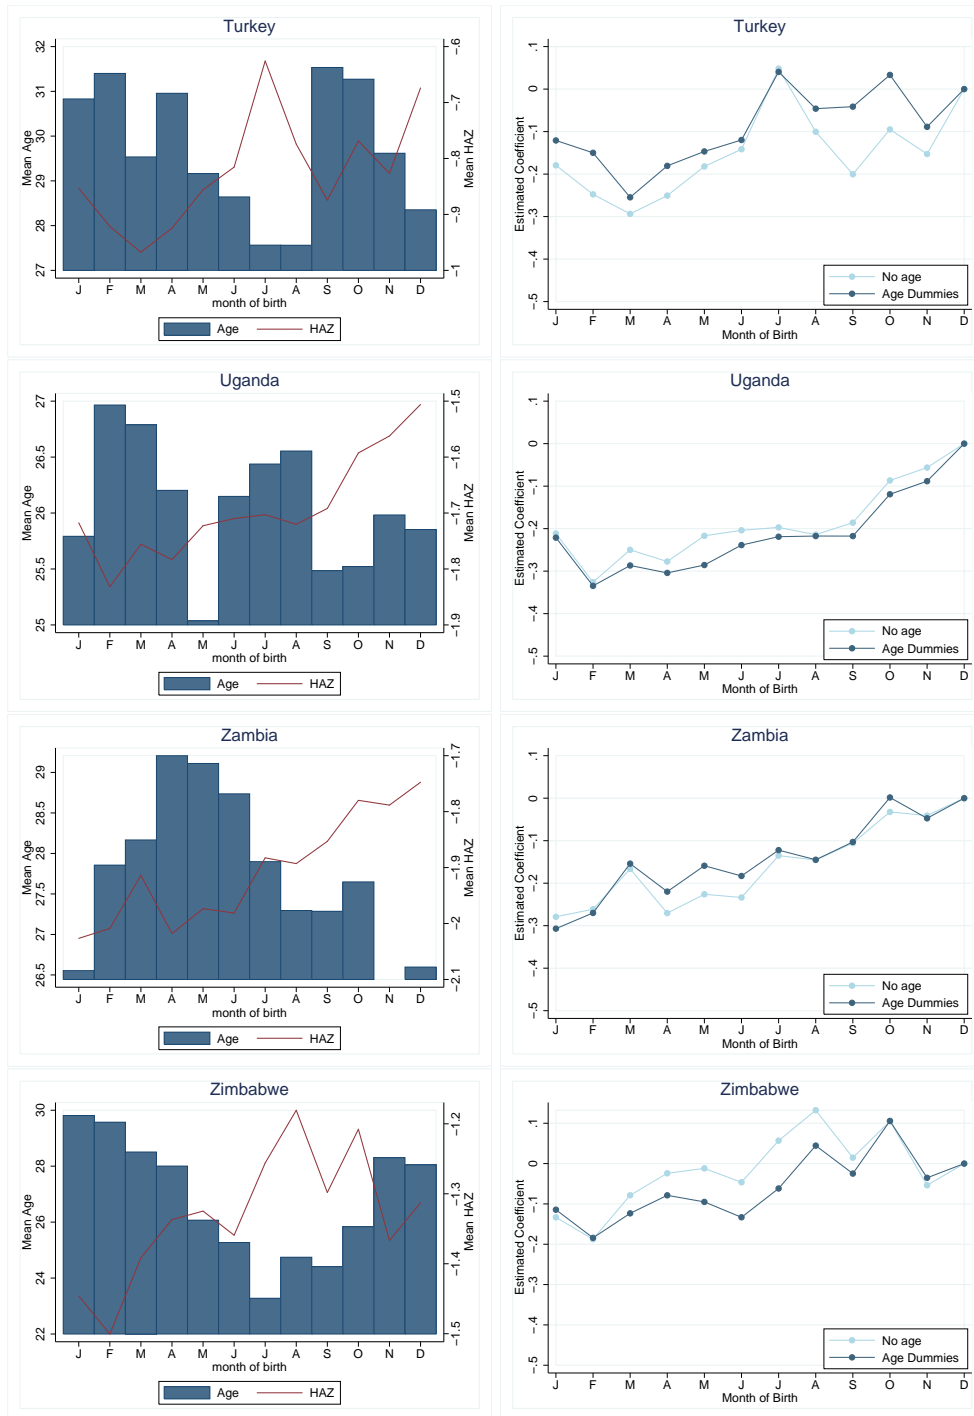 Turkey
Mean Age
27 28 29 30 31 32
Mean HAZ
-1 -.9 -.8 -.7 -.6
J F M A M J J A S O N D
month of birth
Age HAZ
Turkey
Estimated Coefficient
-.5 -.4 -.3 -.2 -.1 0 .1
No age
Age Dummies
J F M A M J J A S O N D
Month of Birth
Uganda
Mean Age
25 25.5 26 26.5 27
Mean HAZ
-1.9 -1.8 -1.7 -1.6 -1.5
J F M A M J J A S O N D
month of birth
Age HAZ
Uganda
Estimated Coefficient
-.5 -.4 -.3 -.2 -.1 0 .1
No age
Age Dummies
J F M A M J J A S O N D
Month of Birth
Zambia
Mean Age
26.5 27 27.5 28 28.5 29
Mean HAZ
-2.1 -2 -1.9 -1.8 -1.7
J F M A M J J A S O N D
month of birth
Age HAZ
Zambia
Estimated Coefficient
-.5 -.4 -.3 -.2 -.1 0 .1
No age
Age Dummies
J F M A M J J A S O N D
Month of Birth
Zimbabwe
Mean Age
22 24 26 28 30
Mean HAZ
-1.5 -1.4 -1.3 -1.2
J F M A M J J A S O N D
month of birth
Age HAZ
Zimbabwe
Estimated Coefficient
-.5 -.4 -.3 -.2 -.1 0 .1
No age
Age Dummies
J F M A M J J A S O N D
Month of Birth